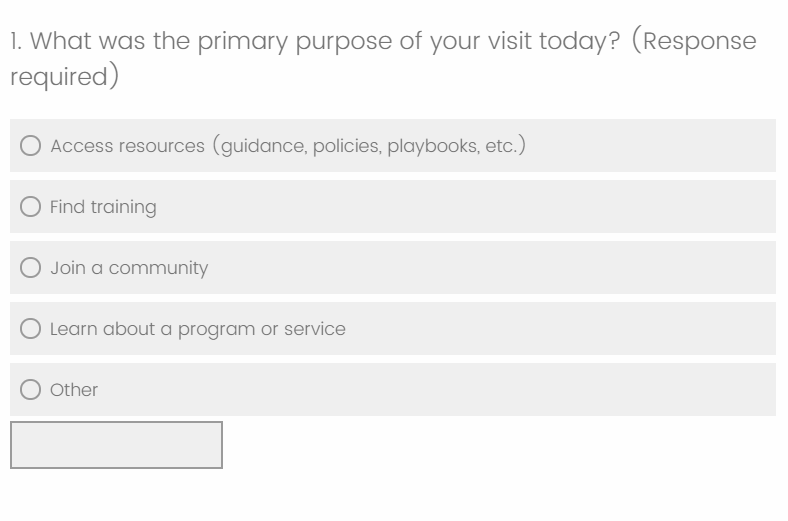 1. What was the primary purpose of your visit today? (Response
required)
Access resources (guidance, policies, playbooks, etc.)
Find training
Join a community
Learn about a program or service
Other